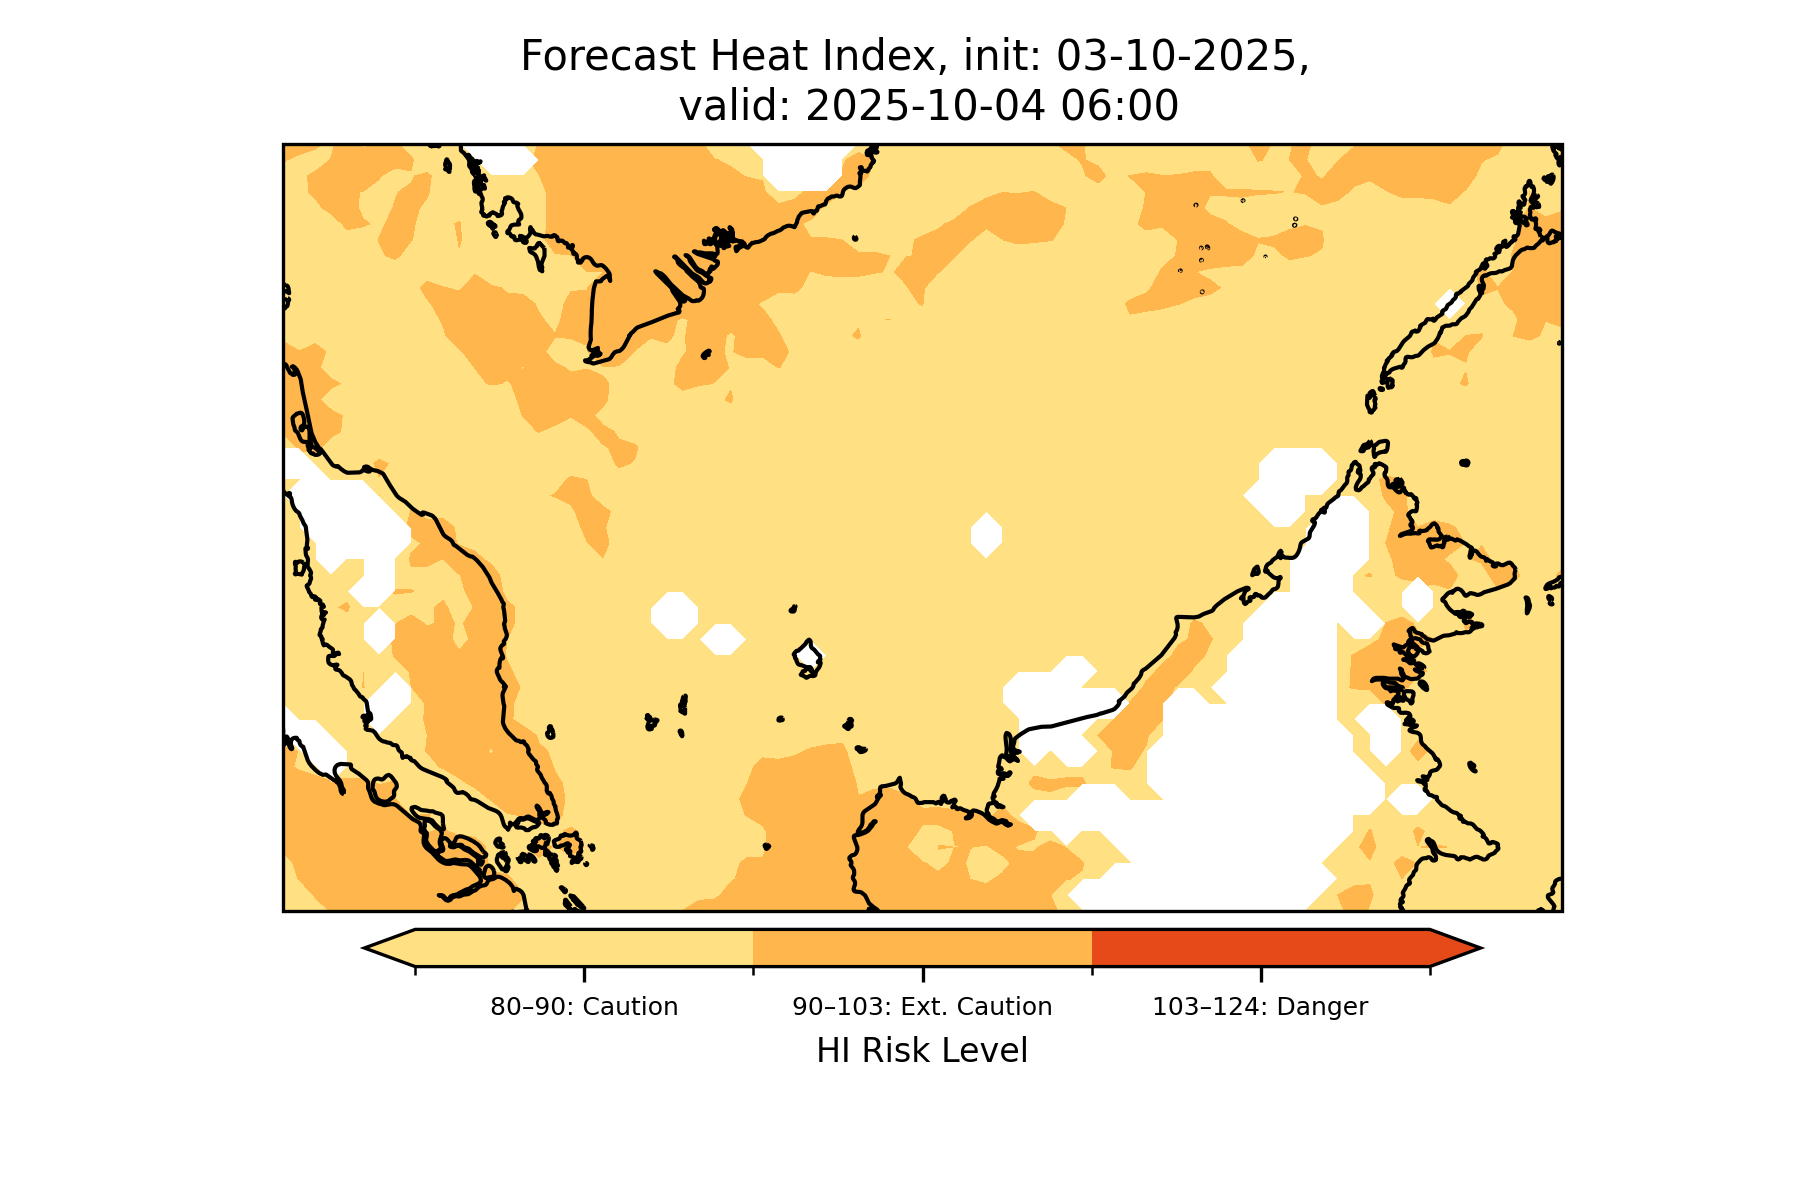 Forecast Heat Index, init: 03-10-2025,
valid: 2025-10-04 06:00
80–90: Caution
90–103: Ext. Caution
103–124: Danger
HI Risk Level